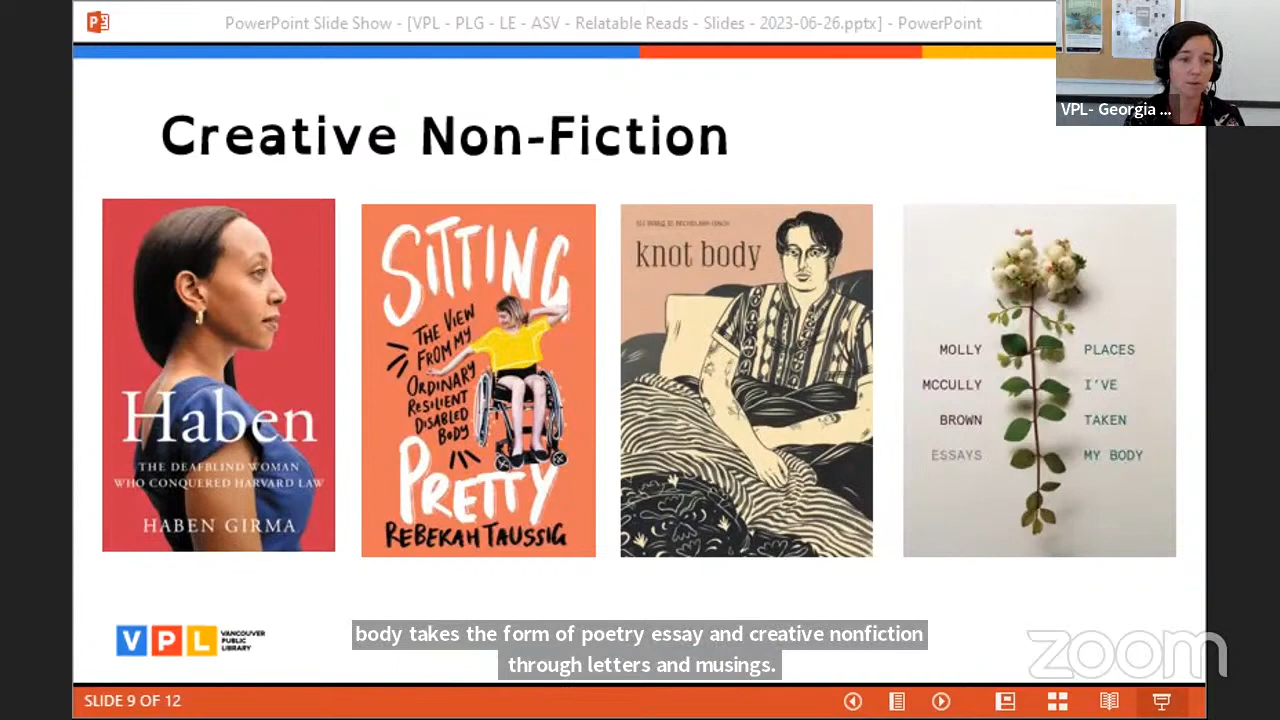 PowerPoint Slide Show - [VPL - PLG - LE - ASV - Relatable Reads - Slides - 2023-06-26.pptx] - PowerPoint
VPL- Georgia ...
Creative Non-Fiction
Haben
THE DEAFBLIND WOMAN
WHO CONQUERED HARVARD LAW
HABEN GIRMA
SITTING
THE VIEW
FROM MY
ORDINARY
RESILIENT
DISABLED
BODY
PRETTY
REBEKAH TAUSSIG
knot body
MOLLY PLACES
MCCULLY I'VE
BROWN TAKEN
ESSAYS MY BODY
VPL VANCOUVER
PUBLIC
LIBRARY
body takes the form of poetry essay and creative nonfiction
through letters and musings.
zoom
SLIDE 9 OF 12